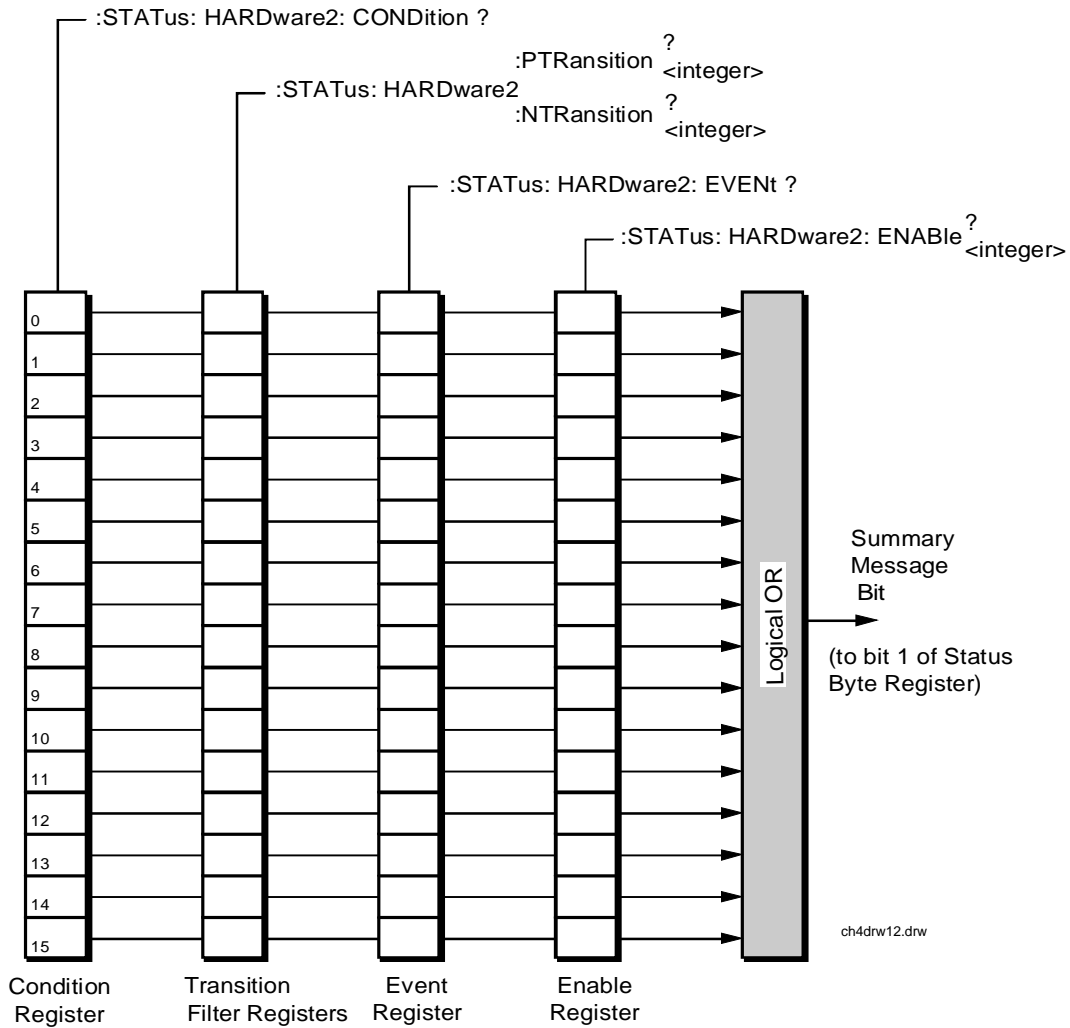 :STATus: HARDware2: CONDition ?
?
:PTRansition <integer>
:STATus: HARDware2
?
:NTRansition <integer>
:STATus: HARDware2: EVENt ?
?
:STATus: HARDware2: ENABle <integer>
0
1
2
3
4
5
6
7
8
9
10
11
12
13
14
15
Logical OR
Summary
Message
Bit
(to bit 1 of Status
Byte Register)
ch4drw12.drw
Condition
Register
Transition
Filter Registers
Event
Register
Enable
Register